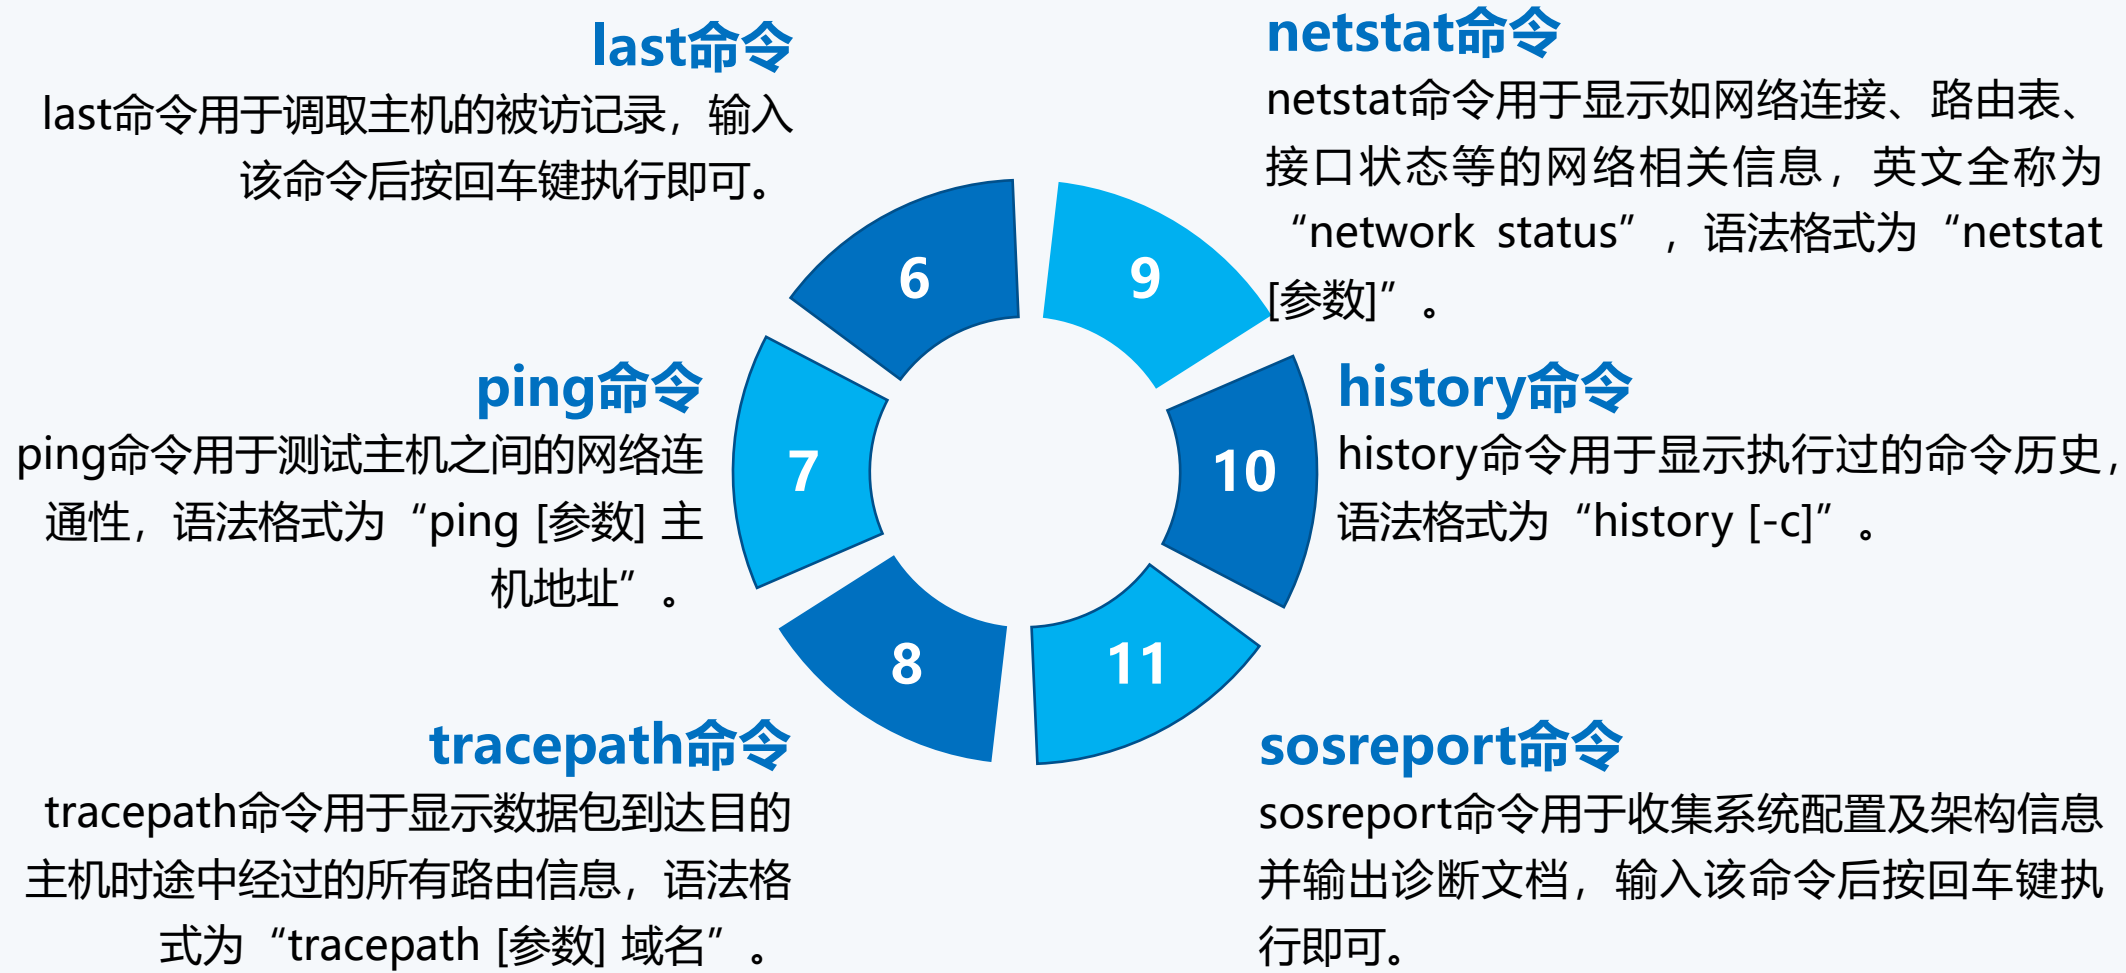 last命令
last命令用于调取主机的被访记录，输入
该命令后按回车键执行即可。
6
ping命令
ping命令用于测试主机之间的网络连
通性，语法格式为“ping [参数] 主
机地址”。
7
tracepath命令
tracepath命令用于显示数据包到达目的
主机时途中经过的所有路由信息，语法格
式为“tracepath [参数] 域名”。
8
netstat命令
netstat命令用于显示如网络连接、路由表、
接口状态等的网络相关信息，英文全称为
“network status”，语法格式为“netstat
[参数]”。
9
history命令
history命令用于显示执行过的命令历史，
语法格式为“history [-c]”。
10
sosreport命令
sosreport命令用于收集系统配置及架构信息
并输出诊断文档，输入该命令后按回车键执
行即可。
11